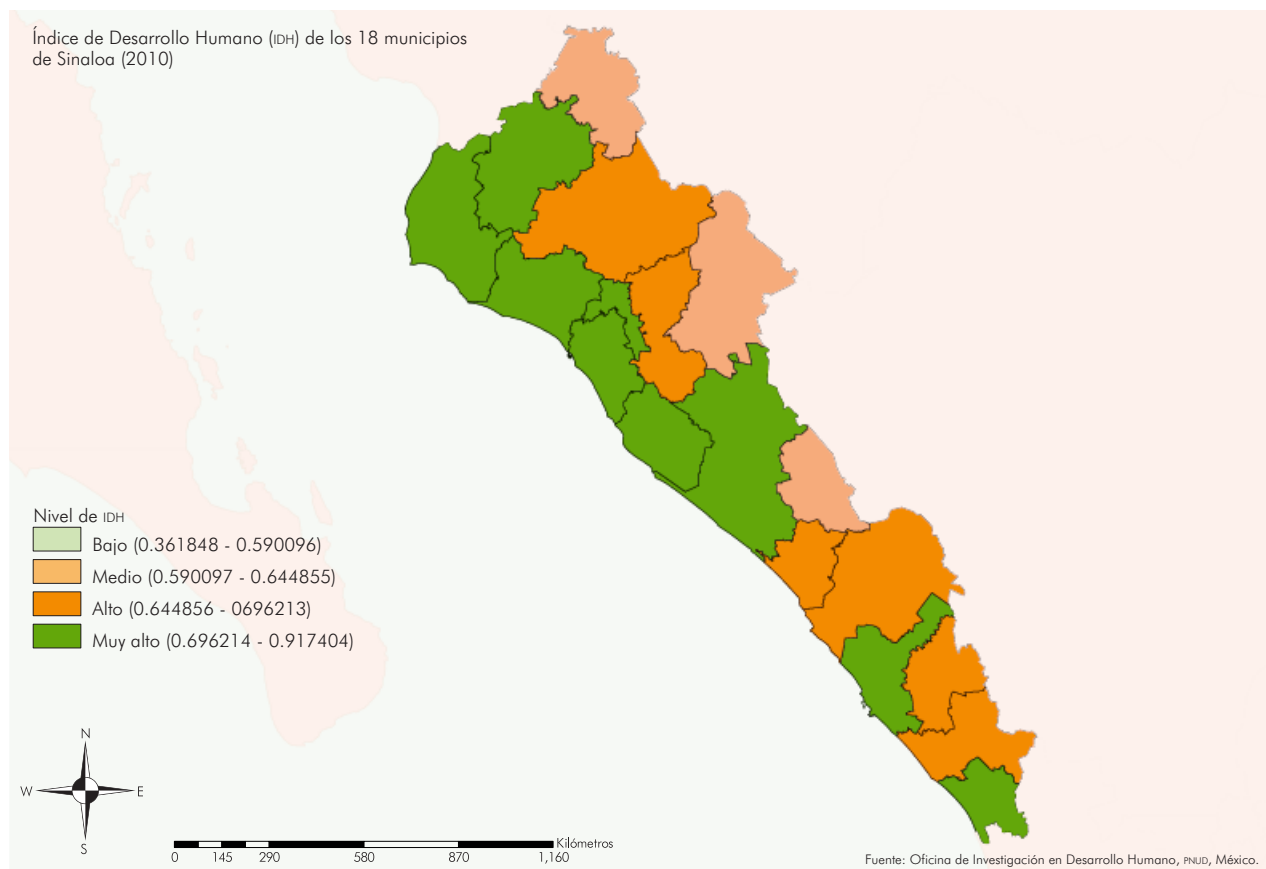 Índice de Desarrollo Humano (IDH) de los 18 municipios
de Sinaloa (2010)
Nivel de IDH
Bajo (0.361848 - 0.590096)
Medio (0.590097 - 0.644855)
Alto (0.644856 - 0696213)
Muy alto (0.696214 - 0.917404)
N
W E
S
Kilómetros
0 145 290 580 870 1,160
Fuente: Oficina de Investigación en Desarrollo Humano, PNUD, México.